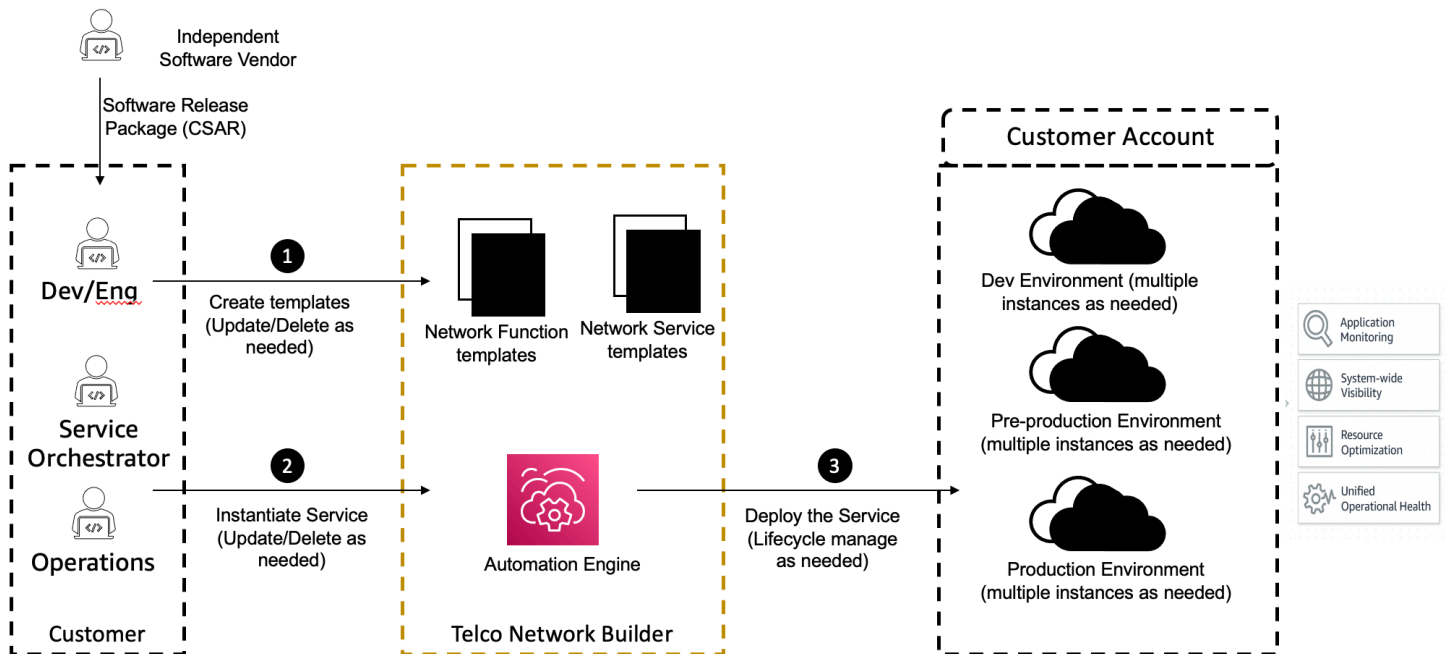 Independent
Software Vendor
Software Release
Package (CSAR)
Customer Account
</>
Dev/Eng
1
Create templates
(Update/Delete as
needed)
Network Function
templates
Network Service
templates
Dev Environment (multiple
instances as needed)
Application
Monitoring
System-wide
Visibility
Resource
Optimization
Unified
Operational Health
Service
Orchestrator
Pre-production Environment
(multiple instances as needed)
2
Instantiate Service
(Update/Delete as
needed)
Operations
Automation Engine
3
Deploy the Service
(Lifecycle manage
as needed)
Production Environment
(multiple instances as needed)
Customer
Telco Network Builder